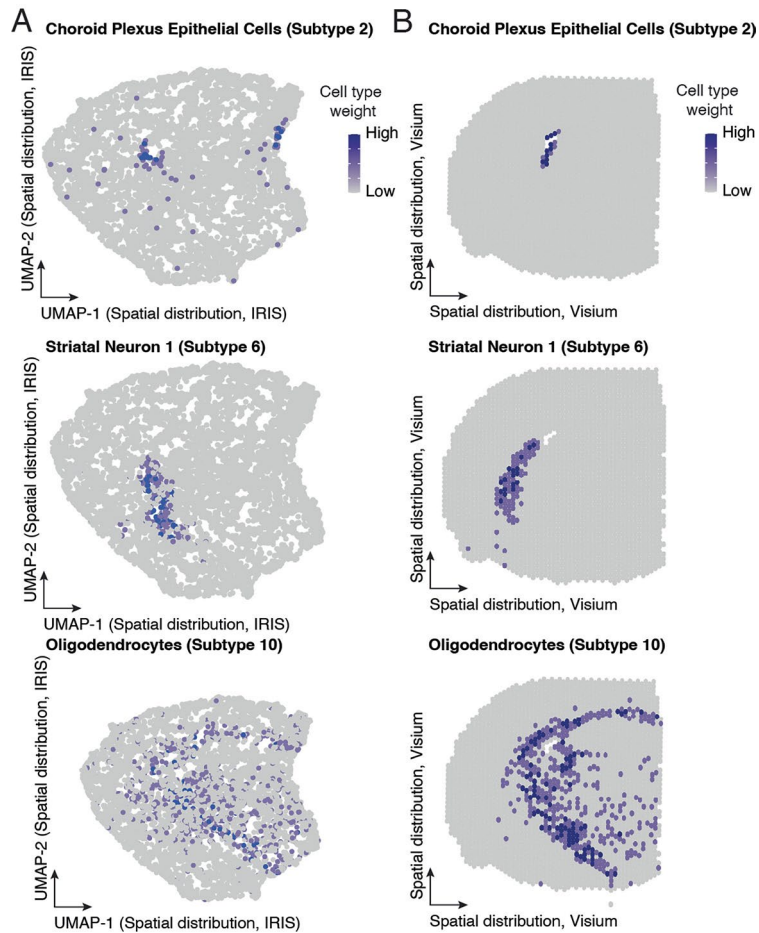 A
B
Choroid Plexus Epithelial Cells (Subtype 2)
UMAP-2 (Spatial distribution, IRIS)
Cell type
weight
High
Low
UMAP-1 (Spatial distribution, IRIS)
Choroid Plexus Epithelial Cells (Subtype 2)
Spatial distribution, Visium
Cell type
weight
High
Low
Spatial distribution, Visium
Striatal Neuron 1 (Subtype 6)
UMAP-2 (Spatial distribution, IRIS)
UMAP-1 (Spatial distribution, IRIS)
Striatal Neuron 1 (Subtype 6)
Spatial distribution, Visium
Spatial distribution, Visium
Oligodendrocytes (Subtype 10)
UMAP-2 (Spatial distribution, IRIS)
UMAP-1 (Spatial distribution, IRIS)
Oligodendrocytes (Subtype 10)
Spatial distribution, Visium
Spatial distribution, Visium